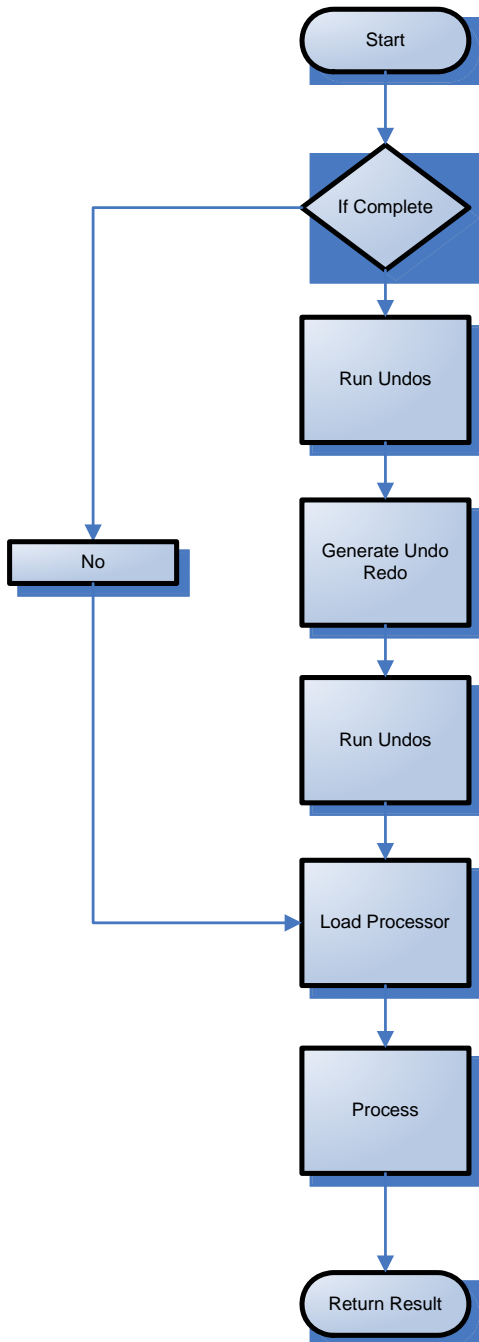 Start
If Complete
Run Undos
Generate Undo
Redo
No
Run Undos
Load Processor
Process
Return Result